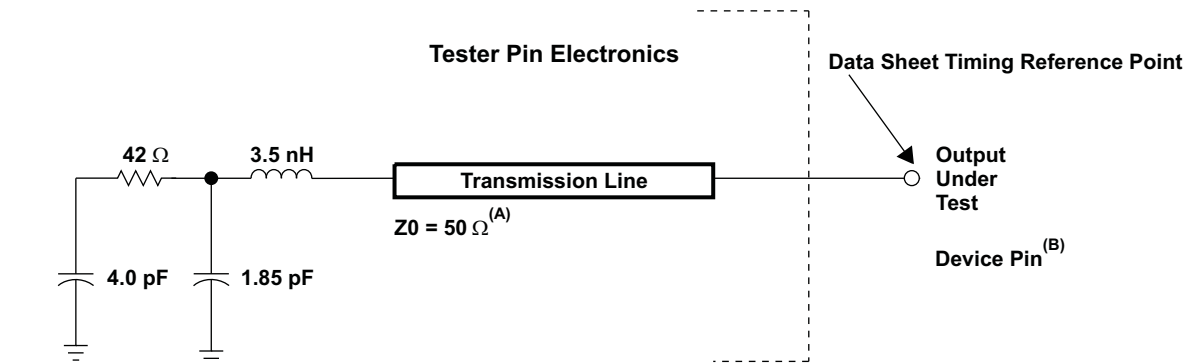 Tester Pin Electronics
Data Sheet Timing Reference Point
42 Ω
3.5 nH
Transmission Line
Output
Under
Test
Z0 = 50 Ω(A)
Device Pin(B)
4.0 pF
1.85 pF